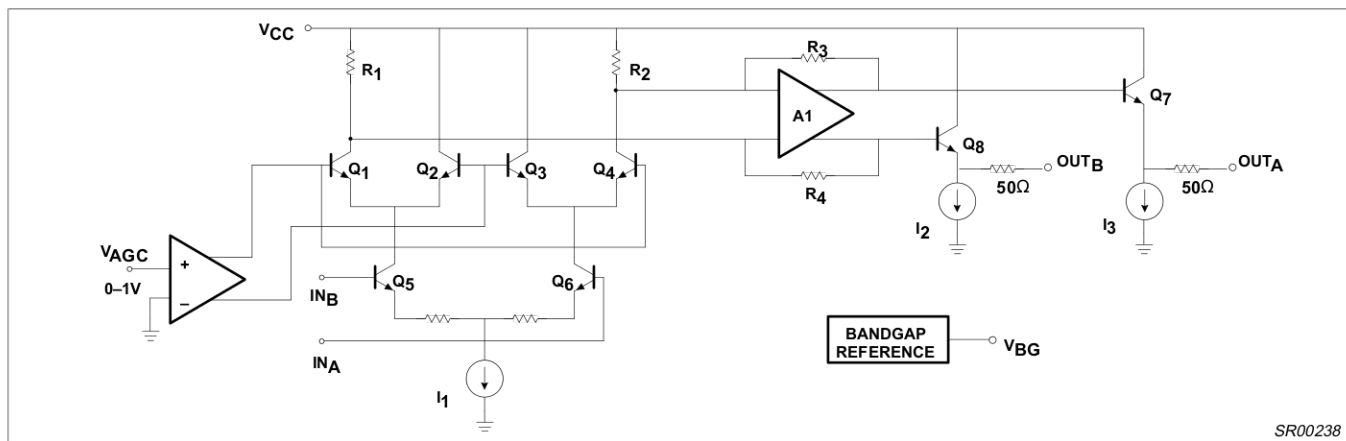 VCC
R1
R2
R3
A1
Q7
Q8
Q1
Q2
Q3
Q4
R4
50Ω
OUTB
50Ω
OUTA
I2
I3
VAGC
0–1V
+
–
INB
Q5
Q6
INA
I1
BANDGAP
REFERENCE
VBG
SR00238